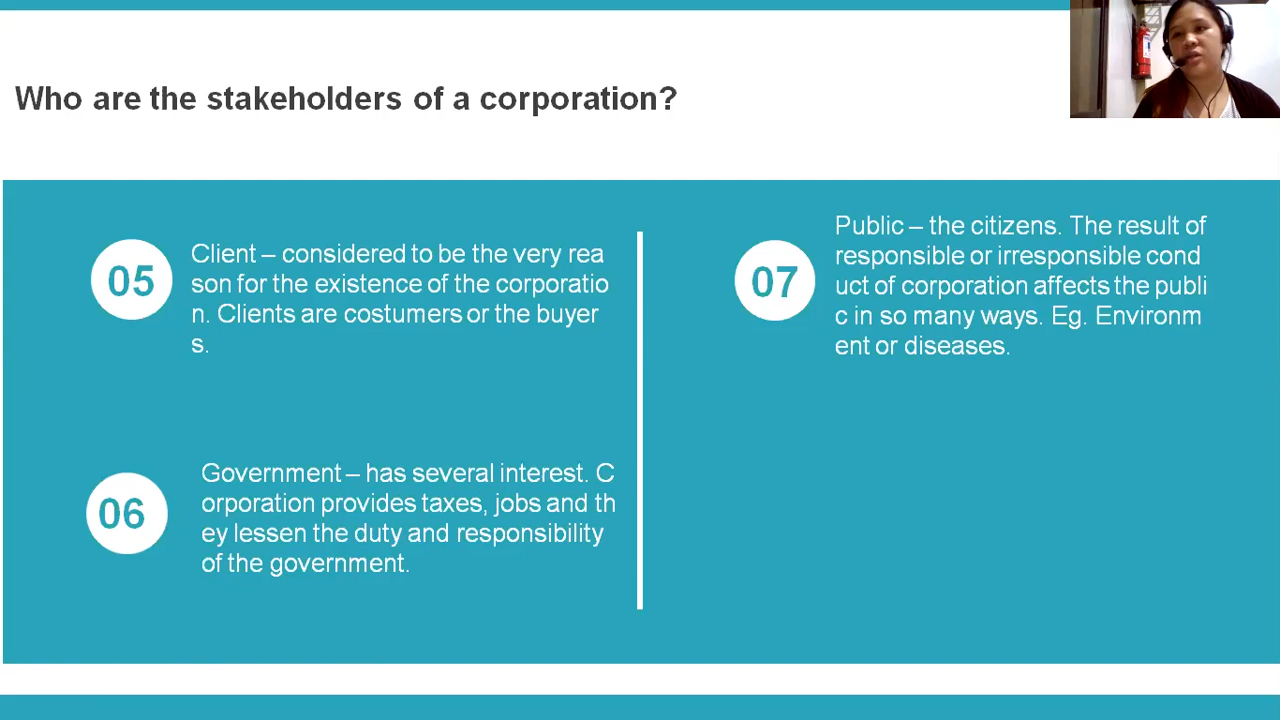 Who are the stakeholders of a corporation?
05
Client – considered to be the very rea
son for the existence of the corporatio
n. Clients are costumers or the buyer
s.
06
Government – has several interest. C
orporation provides taxes, jobs and th
ey lessen the duty and responsibility
of the government.
07
Public – the citizens. The result of
responsible or irresponsible cond
uct of corporation affects the publi
c in so many ways. Eg. Environm
ent or diseases.